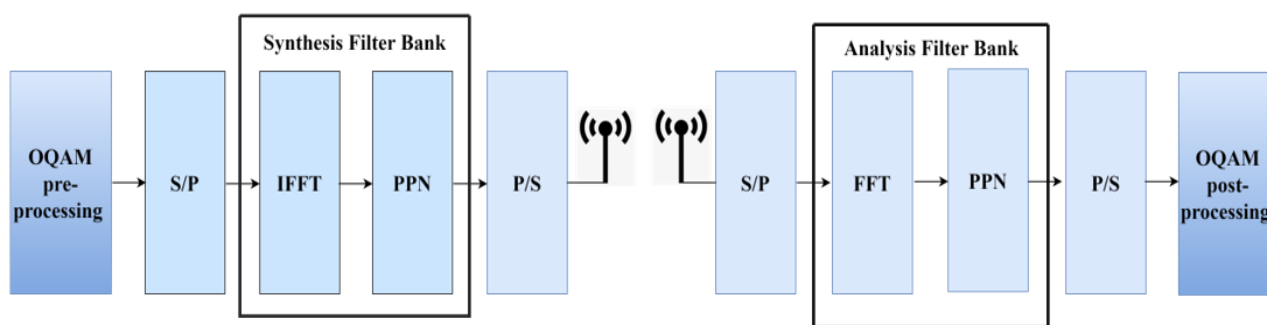 Synthesis Filter Bank
OQAM
pre-
processing
S/P
IFFT
PPN
P/S
Analysis Filter Bank
S/P
FFT
PPN
P/S
OQAM
post-
processing